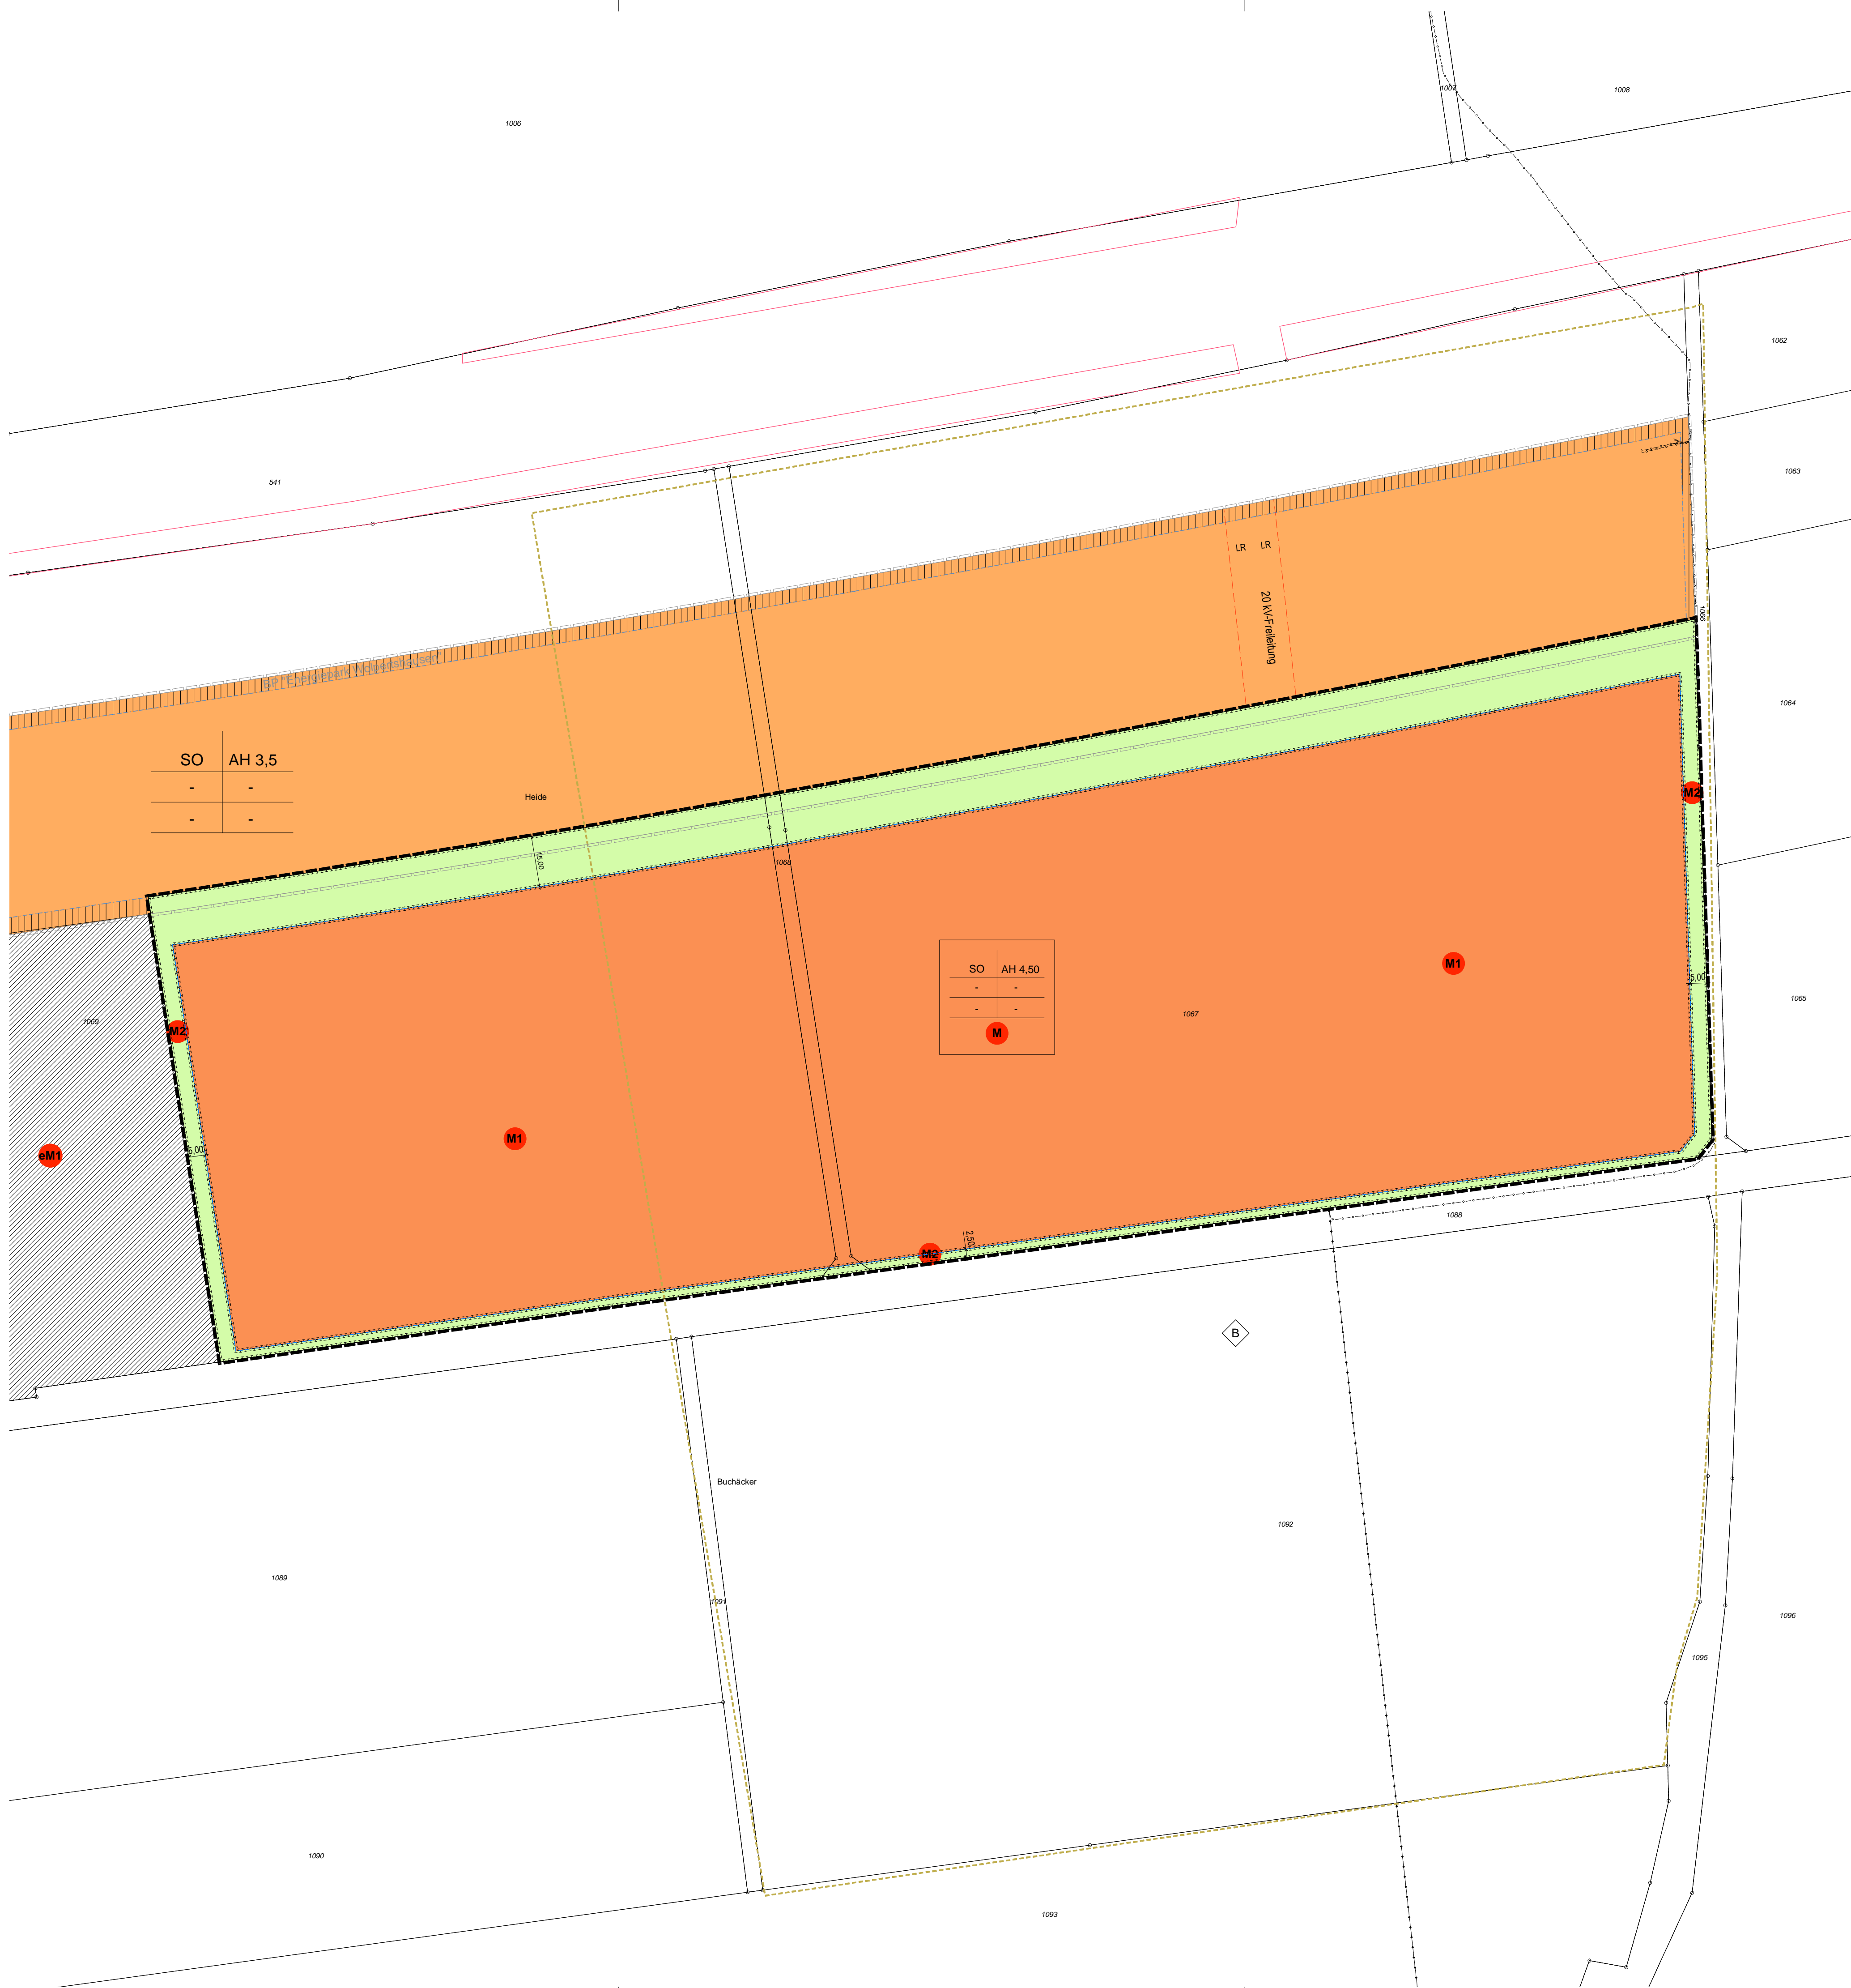 1007
1008
1006
1062
541
1063
LR LR
20 kV-Freileitung
1066
1064
SO AH 3,5
- -
- -
Heide
M2
15,00
1068
SO AH 4,50
- -
- -
M
M1
5,00
1065
1067
1069
M2
M1
eM1
5,00
2,50
M2
1088
B
Buchäcker
1092
1089
1091
1096
1095
1090
1093